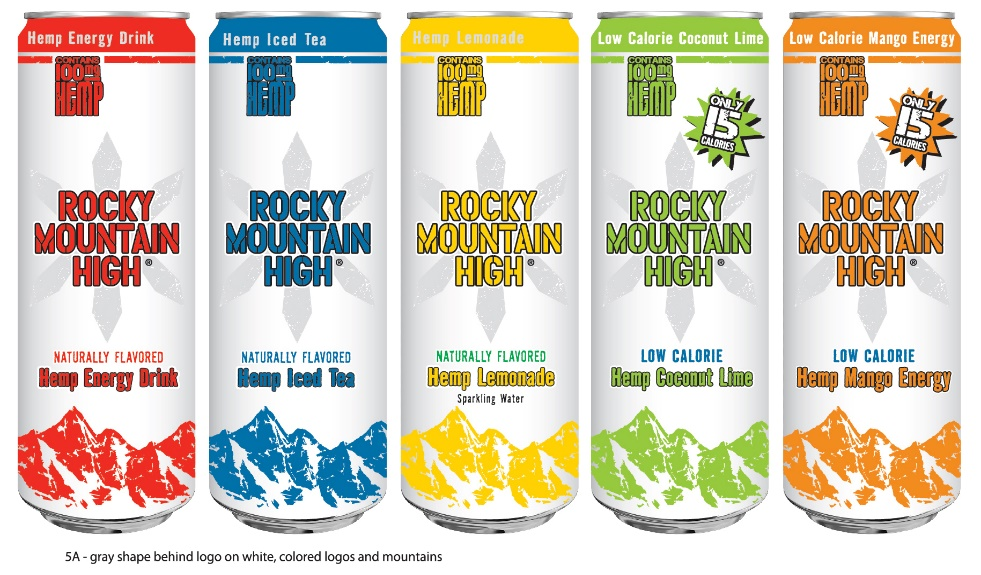 Hemp Energy Drink
CONTAINS
100mg
HEMP
ROCKY
MOUNTAIN
HIGH®
NATURALLY FLAVORED
Hemp Energy Drink
Hemp Iced Tea
CONTAINS
100mg
HEMP
ROCKY
MOUNTAIN
HIGH®
NATURALLY FLAVORED
Hemp Iced Tea
Hemp Lemonade
CONTAINS
100mg
HEMP
ROCKY
MOUNTAIN
HIGH®
NATURALLY FLAVORED
Hemp Lemonade
Sparkling Water
Low Calorie Coconut Lime
CONTAINS
100mg
HEMP
ONLY
15
CALORIES
ROCKY
MOUNTAIN
HIGH®
LOW CALORIE
Hemp Coconut Lime
Low Calorie Mango Energy
CONTAINS
100mg
HEMP
ONLY
15
CALORIES
ROCKY
MOUNTAIN
HIGH®
LOW CALORIE
Hemp Mango Energy
5A - gray shape behind logo on white, colored logos and mountains